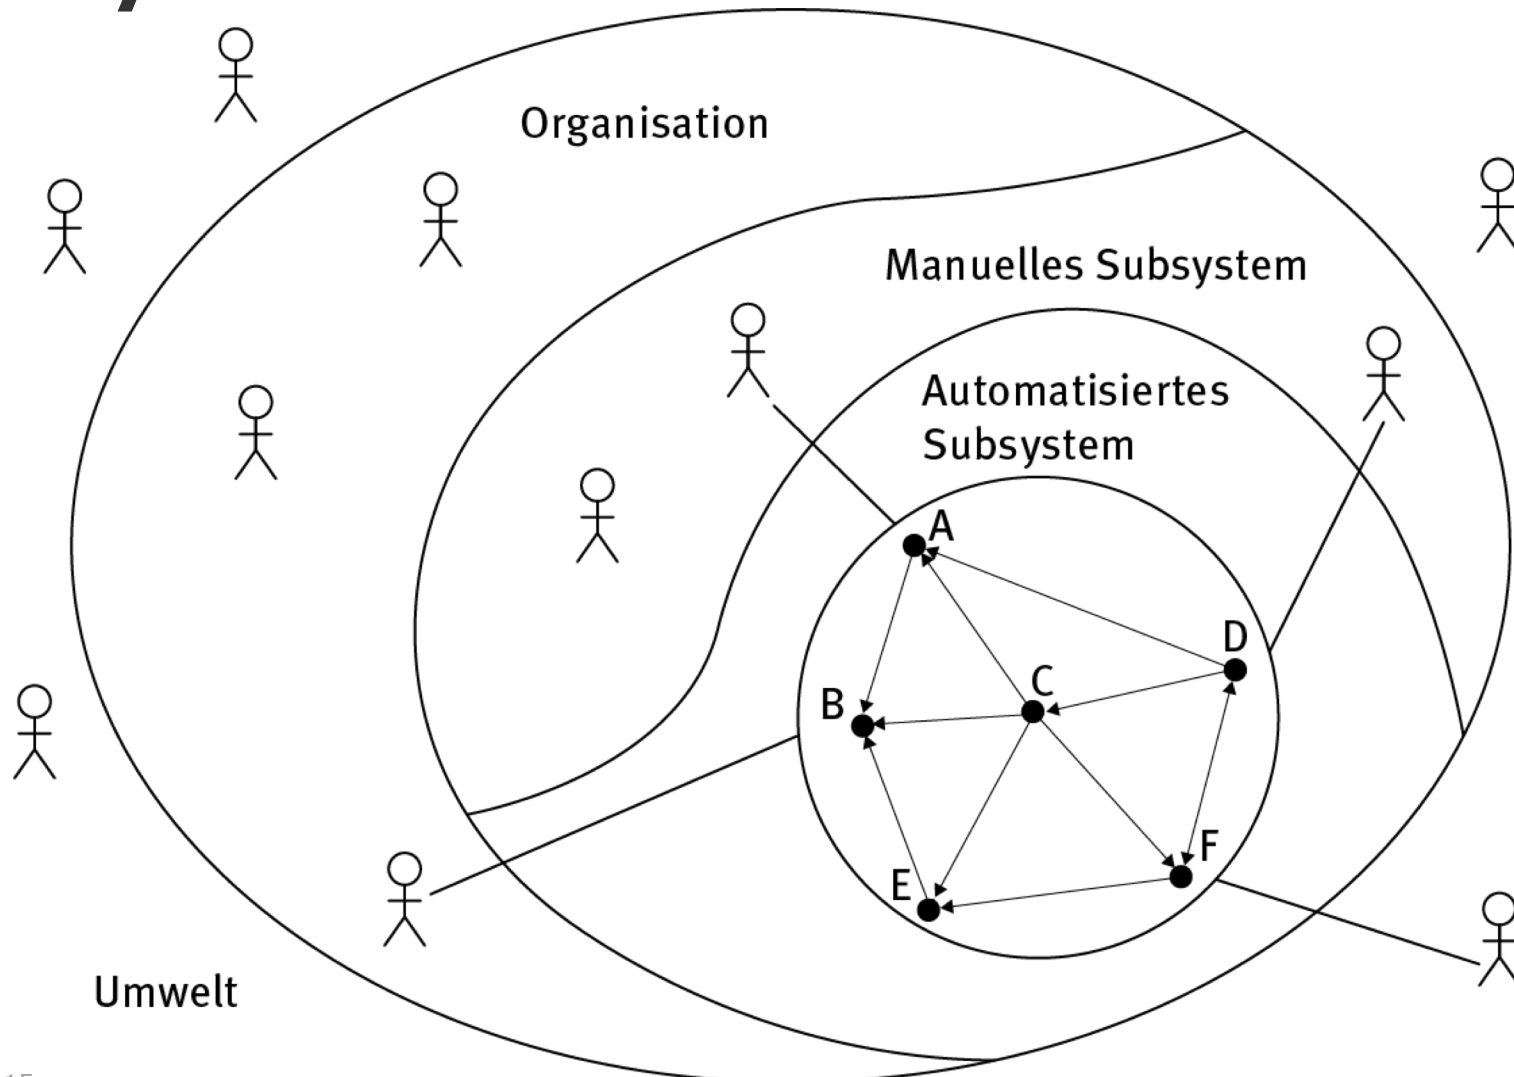 Organisation
Manuelles Subsystem
Automatisiertes
Subsystem
A
D
C
B
F
E
Umwelt